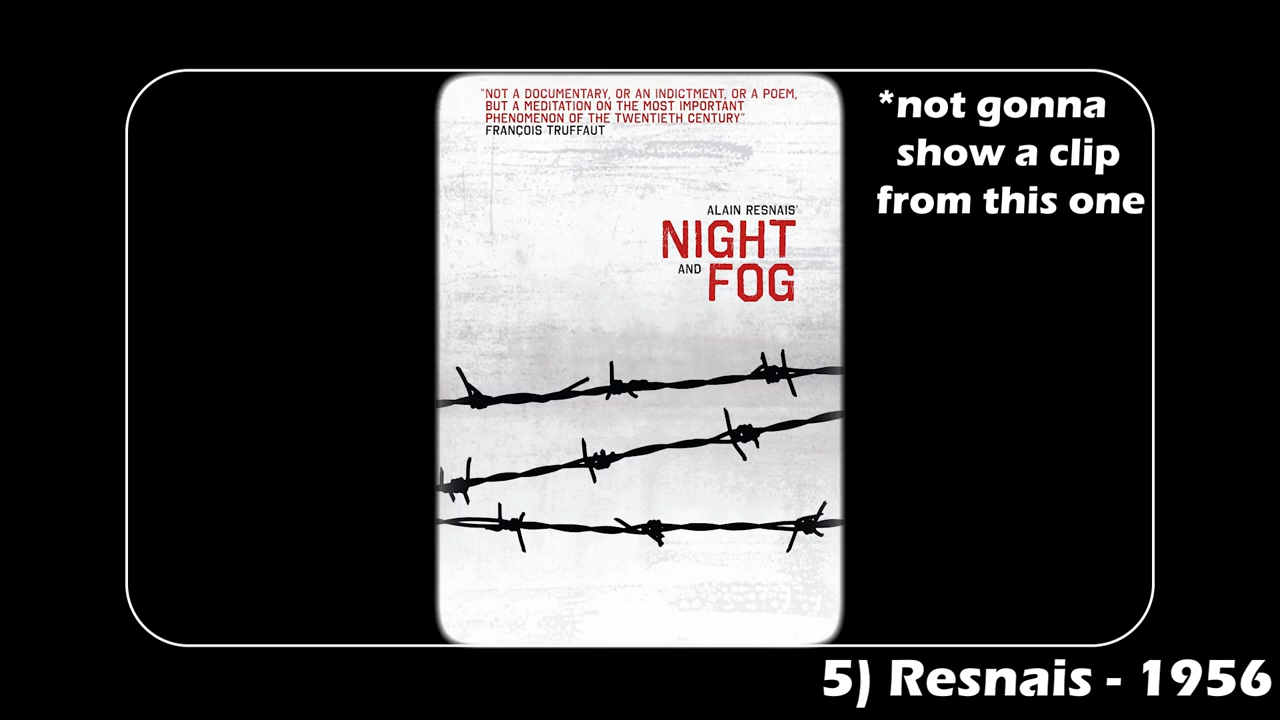 "NOT A DOCUMENTARY, OR AN INDICTMENT, OR A POEM,
BUT A MEDITATION ON THE MOST IMPORTANT
PHENOMENON OF THE TWENTIETH CENTURY"
FRANÇOIS TRUFFAUT
ALAIN RESNAIS'
NIGHT
AND FOG
*not gonna
show a clip
from this one
5) Resnais - 1956